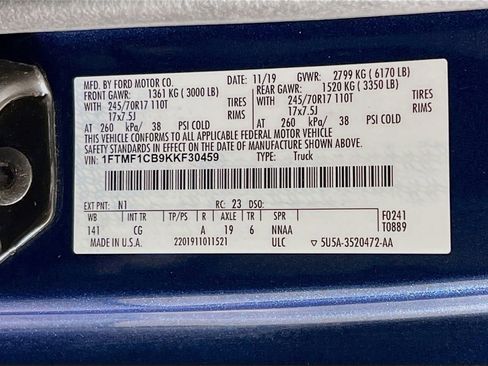 MFD. BY FORD MOTOR CO.
DATE: 11/19 GVWR: 2799 KG ( 6170 LB)
FRONT GAWR: 1361 KG ( 3000 LB) REAR GAWR: 1520 KG ( 3350 LB)
WITH 245/70R17 110T TIRES WITH 245/70R17 110T TIRES
17x7.5J RIMS 17x7.5J RIMS
AT 260 kPa/ 38 PSI COLD AT 260 kPa/ 38 PSI COLD
THIS VEHICLE CONFORMS TO ALL APPLICABLE FEDERAL MOTOR VEHICLE
SAFETY STANDARDS IN EFFECT ON THE DATE OF MANUFACTURE SHOWN ABOVE.
VIN: 1FTMF1CB9KKF30459 TYPE: Truck
EXT PNT: N1 RC: 23 DSO:
WB INT TR TP/PS R AXLE TR SPR F0241
141 CG A 19 6 NNAA T0889
MADE IN U.S.A. 2201911011521 ULC 5U5A-3520472-AA